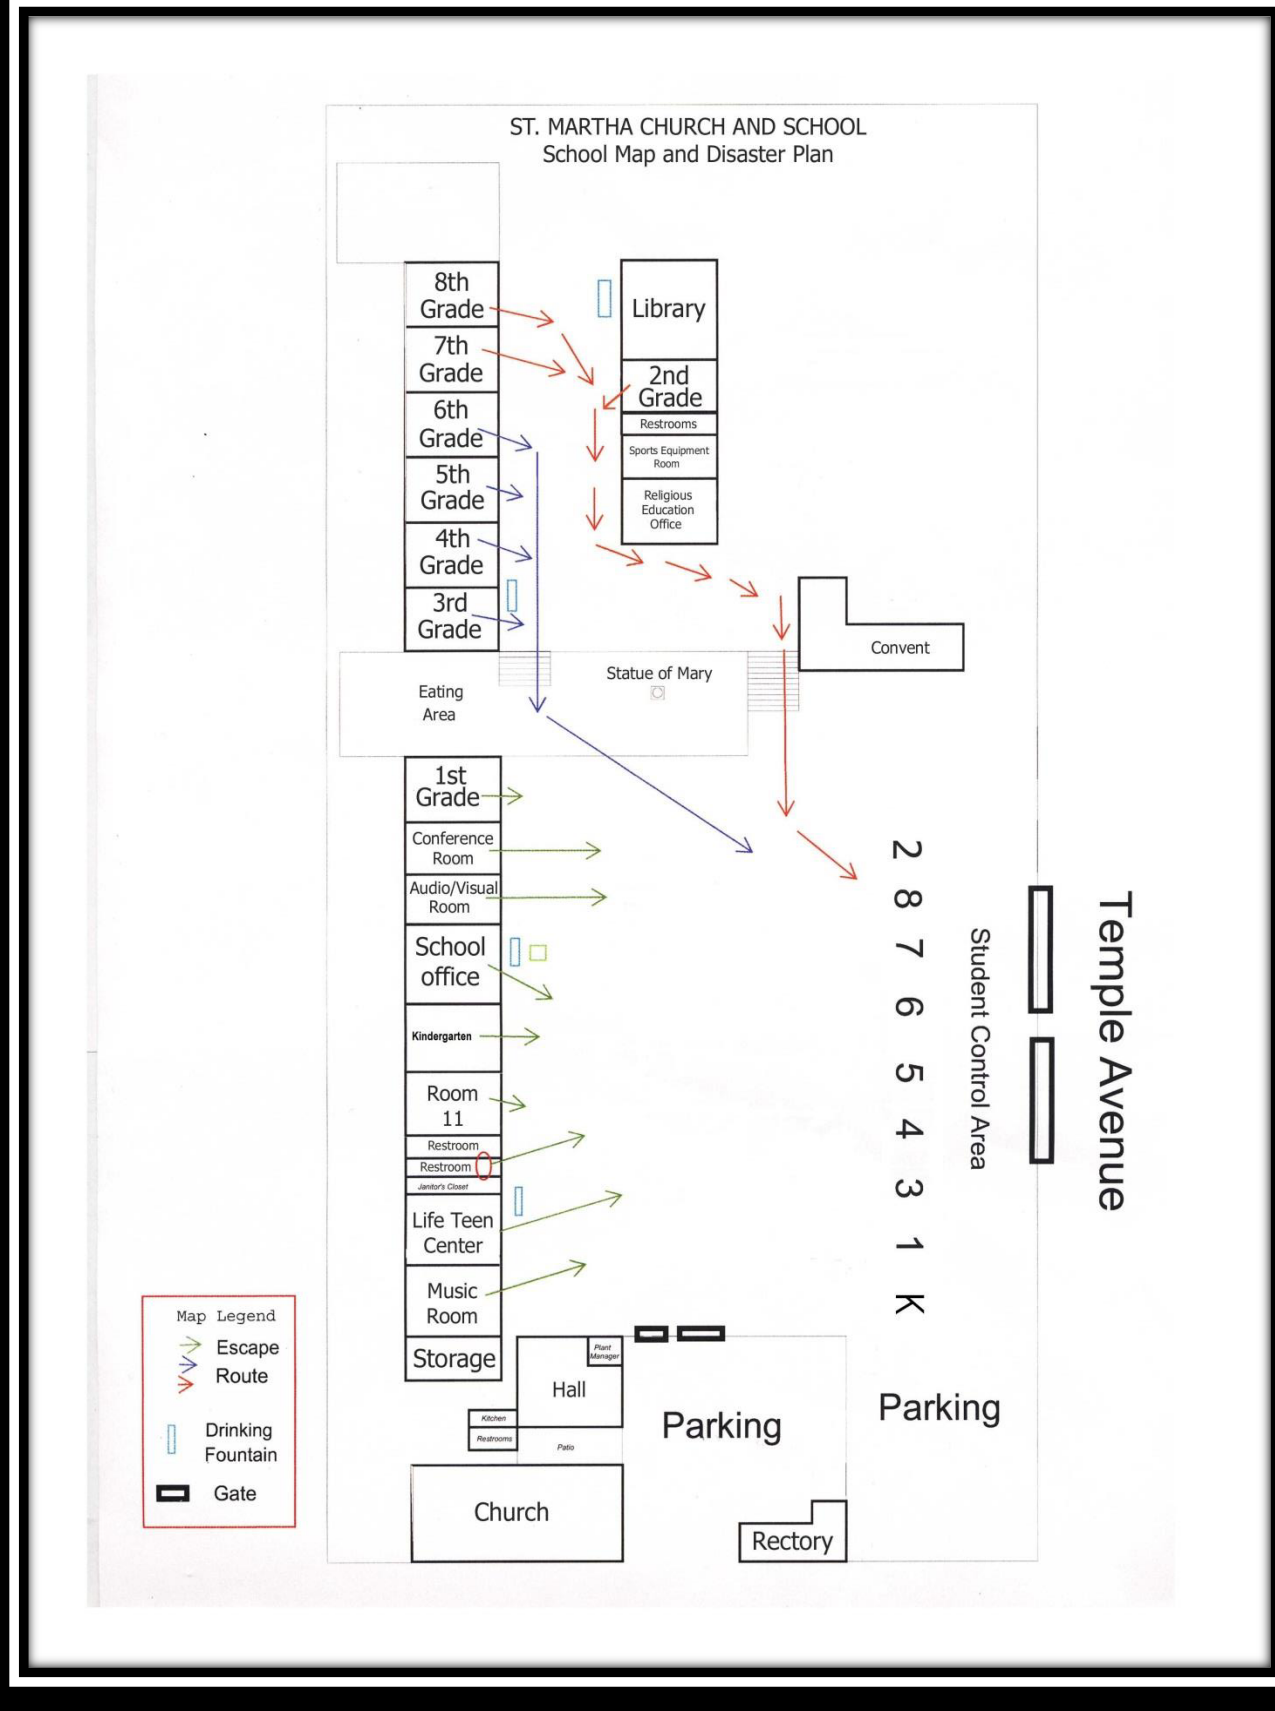 ST. MARTHA CHURCH AND SCHOOL
School Map and Disaster Plan
8th
Grade
Library
7th
Grade
2nd
Grade
6th
Grade
Restrooms
Sports Equipment
Room
5th
Grade
Religious
Education
Office
4th
Grade
3rd
Grade
Convent
Eating
Area
Statue of Mary
1st
Grade
Conference
Room
Audio/Visual
Room
School
office
Kindergarten
Room
11
Restroom
Restroom
Janitor's Closet
Life Teen
Center
Music
Room
Storage
2
8
7
6
5
4
3
1
K
Student Control Area
Temple Avenue
Plant
Manager
Hall
Kitchen
Restrooms
Patio
Parking
Parking
Church
Rectory
Map Legend
Escape
Route
Drinking
Fountain
Gate